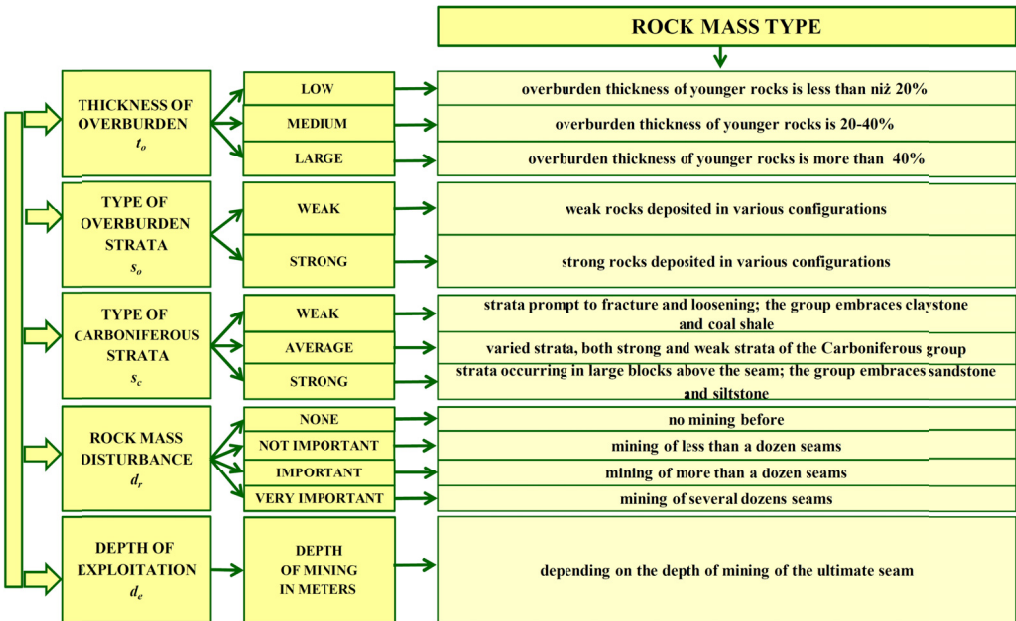 ROCK MASS TYPE
THICKNESS OF
OVERBURDEN
to
LOW
overburden thickness of younger rocks is less than niż 20%
MEDIUM
overburden thickness of younger rocks is 20-40%
LARGE
overburden thickness of younger rocks is more than 40%
TYPE OF
OVERBURDEN
STRATA
so
WEAK
weak rocks deposited in various configurations
STRONG
strong rocks deposited in various configurations
TYPE OF
CARBONIFEROUS
STRATA
sc
WEAK
strata prompt to fracture and loosening; the group embraces claystone
and coal shale
AVERAGE
varied strata, both strong and weak strata of the Carboniferous group
STRONG
strata occurring in large blocks above the seam; the group embraces sandstone
and siltstone
ROCK MASS
DISTURBANCE
dr
NONE
no mining before
NOT IMPORTANT
mining of less than a dozen seams
IMPORTANT
mining of more than a dozen seams
VERY IMPORTANT
mining of several dozens seams
DEPTH OF
EXPLOITATION
de
DEPTH
OF MINING
IN METERS
depending on the depth of mining of the ultimate seam